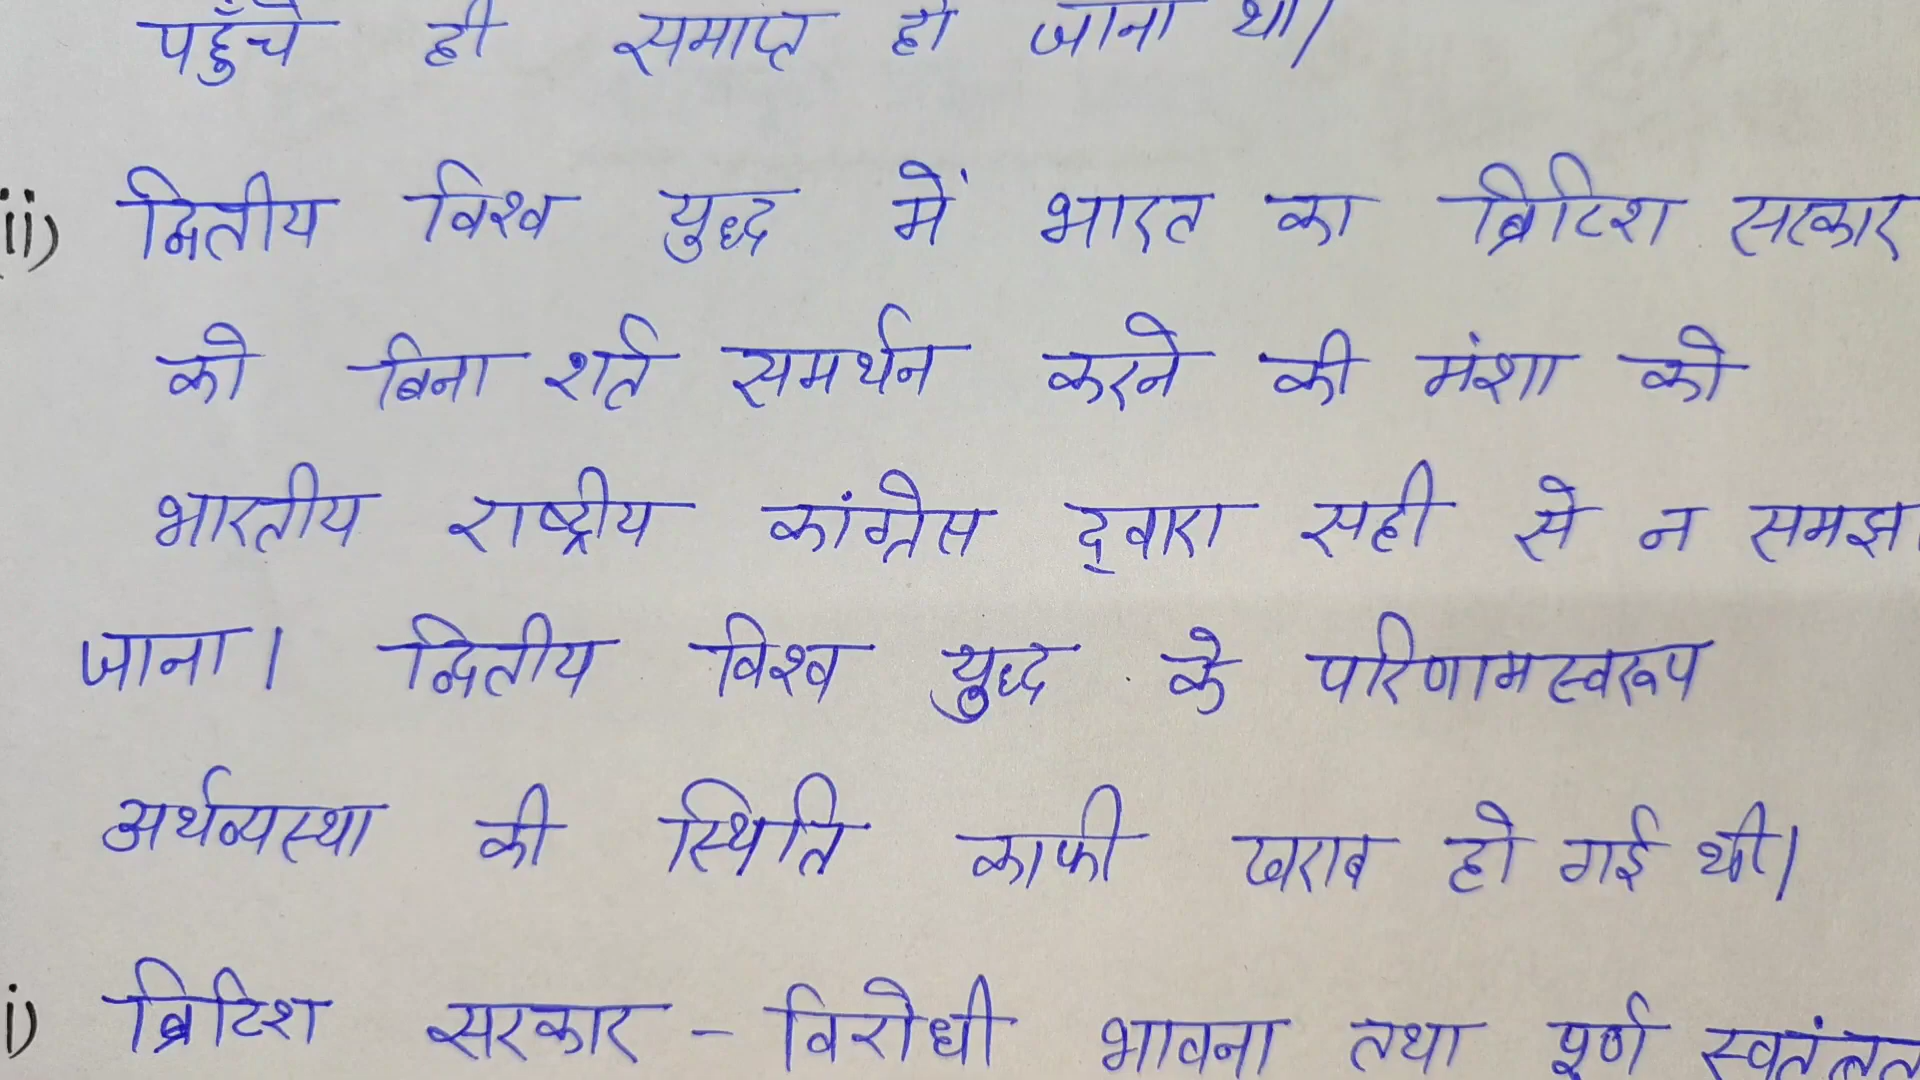 पहुँचे ही समाप्त हो जाना था।
ii) द्वितीय विश्व युद्ध में भारत का ब्रिटिश सरकार
को बिना शर्त समर्थन करने की मंशा को
भारतीय राष्ट्रीय कांग्रेस द्वारा सही से न समझ
जाना। द्वितीय विश्व युद्ध के परिणामस्वरूप
अर्थव्यस्था की स्थिति काफी खराब हो गई थी।
i) ब्रिटिश सरकार - विरोधी भावना तथा पूर्ण